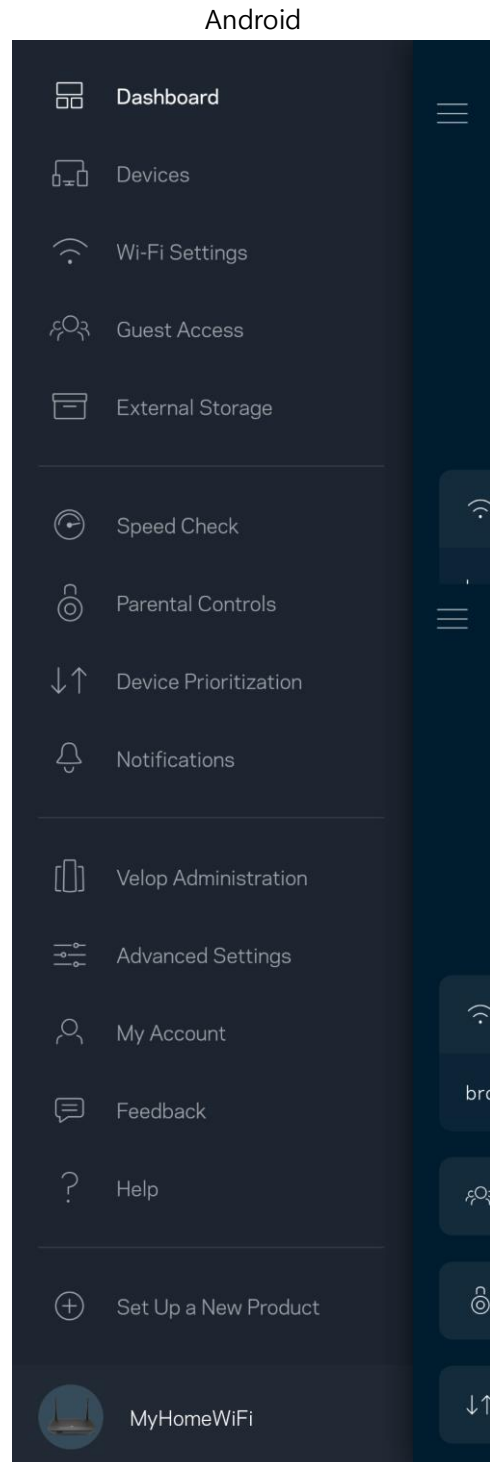 Android
Dashboard
Devices
Wi-Fi Settings
Guest Access
External Storage
Speed Check
Parental Controls
Device Prioritization
Notifications
Velop Administration
Advanced Settings
My Account
Feedback
Help
Set Up a New Product
MyHomeWiFi